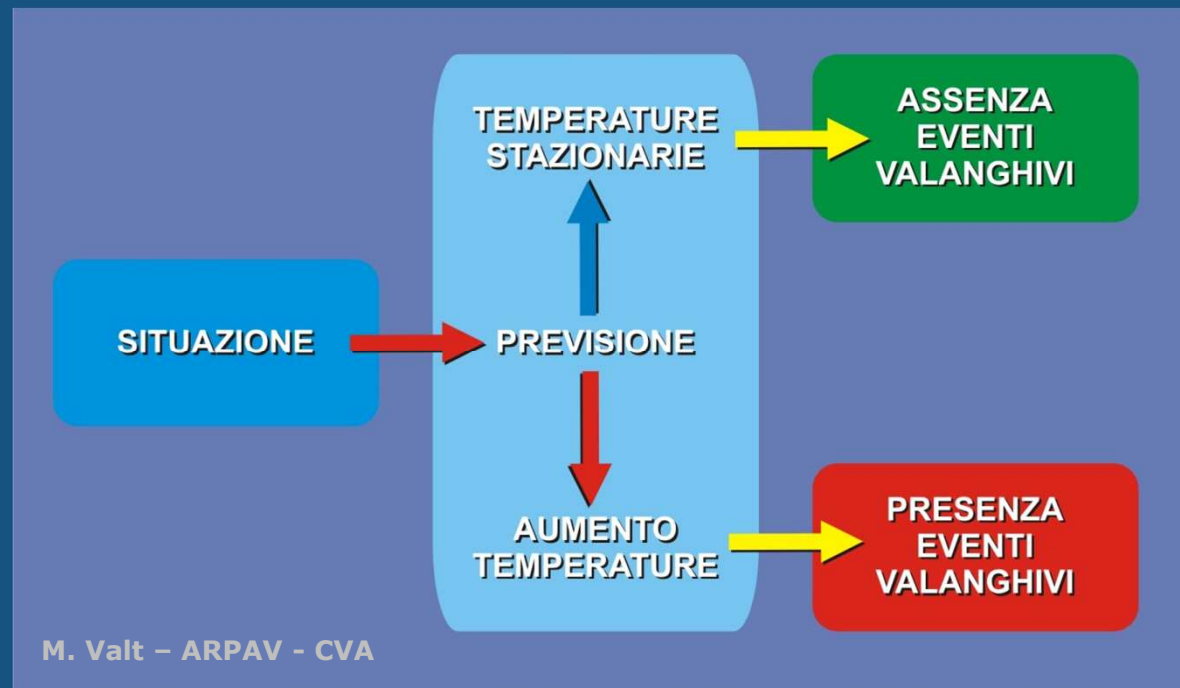 TEMPERATURE
STAZIONARIE
ASSENZA
EVENTI
VALANGHIVI
SITUAZIONE
PREVISIONE
AUMENTO
TEMPERATURE
PRESENZA
EVENTI
VALANGHIVI
M. Valt – ARPAV - CVA